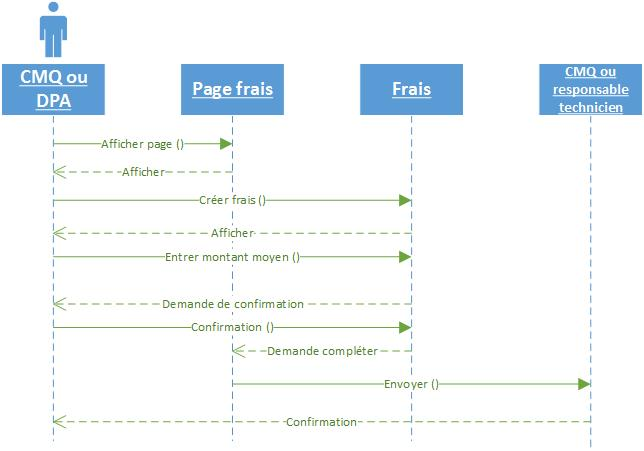 CMQ ou
DPA
Page frais
Frais
CMQ ou
responsable
technicien
Afficher page ()
Afficher
Créer frais ()
Afficher
Entrer montant moyen ()
Demande de confirmation
Confirmation ()
Demande compléter
Envoyer ()
Confirmation